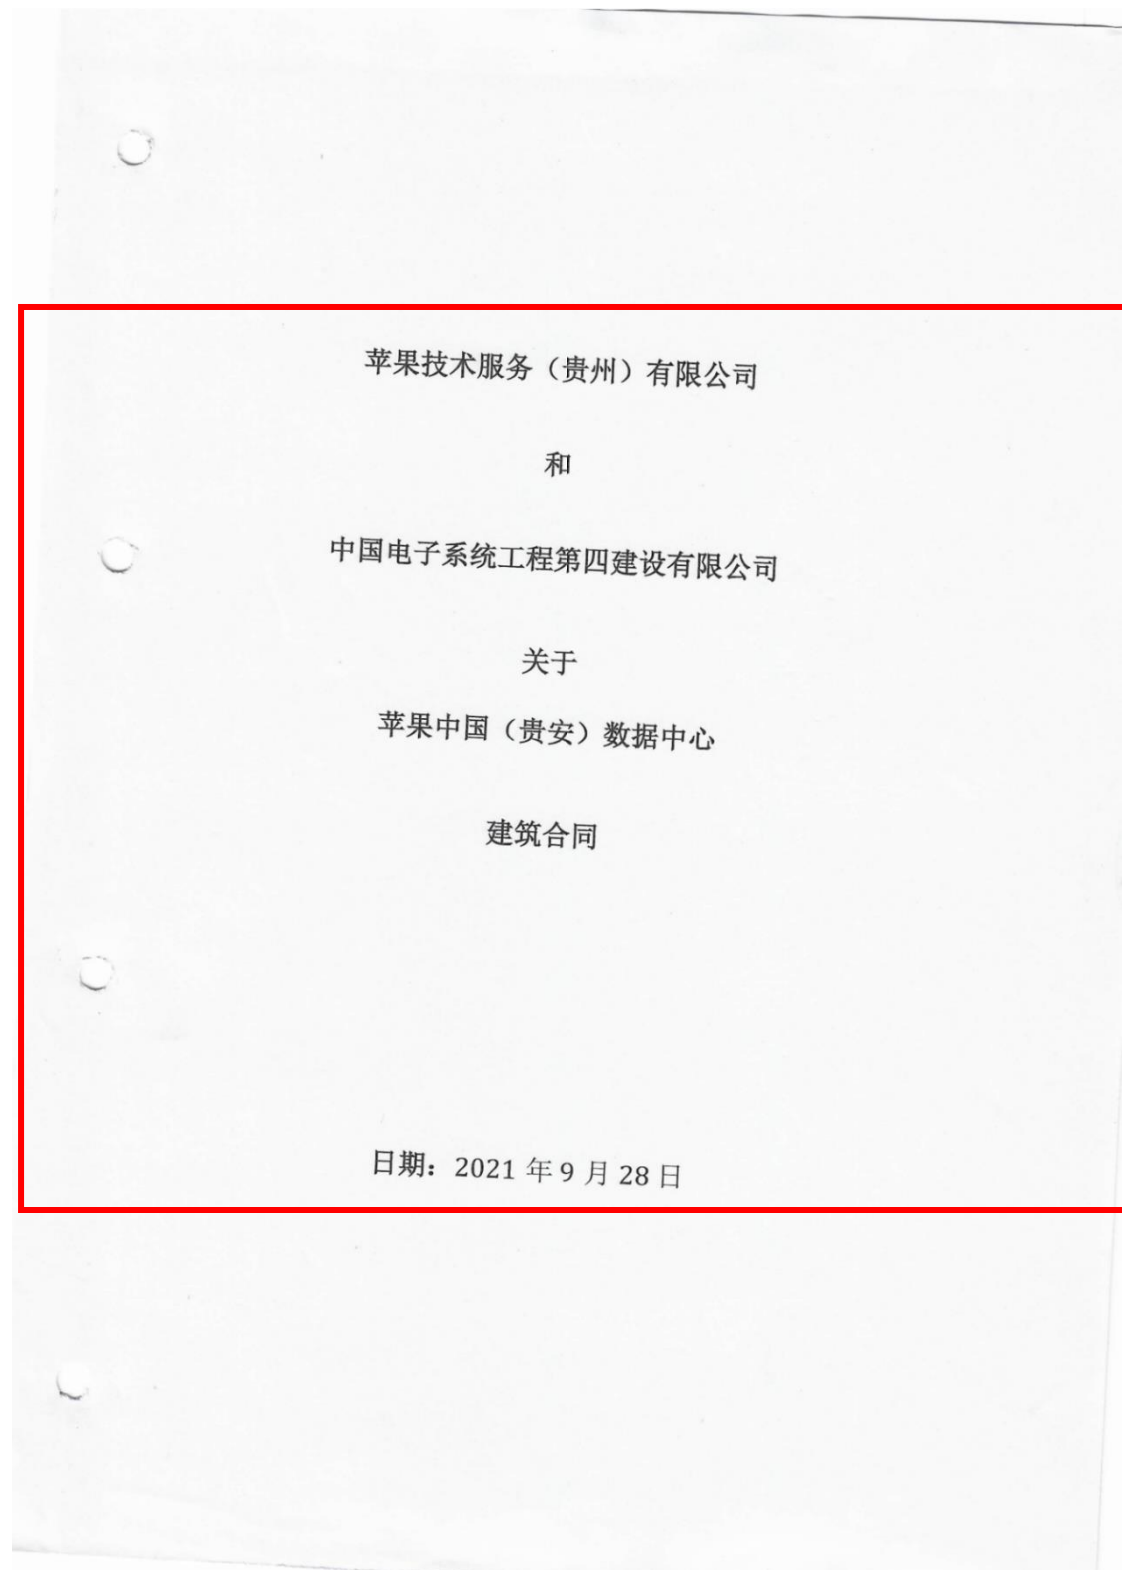 苹果技术服务（贵州）有限公司
和
中国电子系统工程第四建设有限公司
关于
苹果中国（贵安）数据中心
建筑合同
日期：2021 年 9 月 28 日